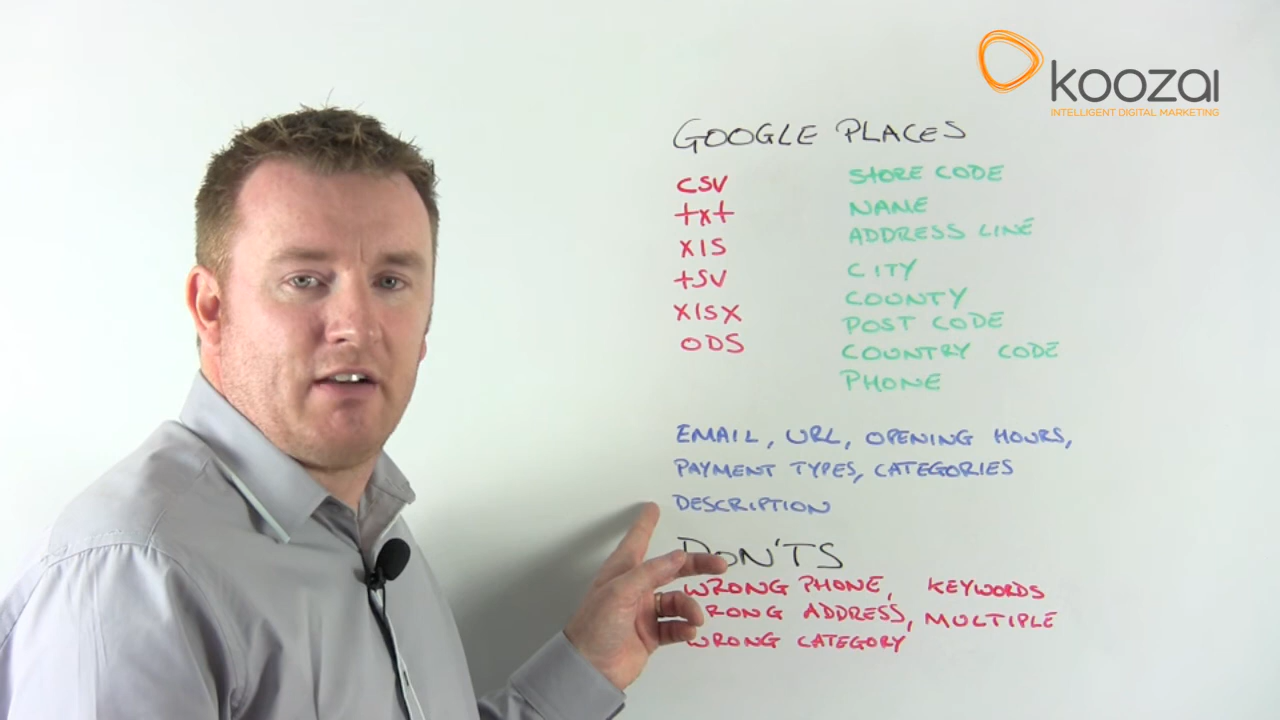 koozai
INTELLIGENT DIGITAL MARKETING
GOOGLE PLACES
CSV
txt
xls
tSV
xlsx
ODS
STORE CODE
NAME
ADDRESS LINE
CITY
COUNTY
POST CODE
COUNTRY CODE
PHONE
EMAIL, URL, OPENING HOURS,
PAYMENT TYPES, CATEGORIES
DESCRIPTION
DON'TS
WRONG PHONE, KEYWORDS
WRONG ADDRESS, MULTIPLE
WRONG CATEGORY